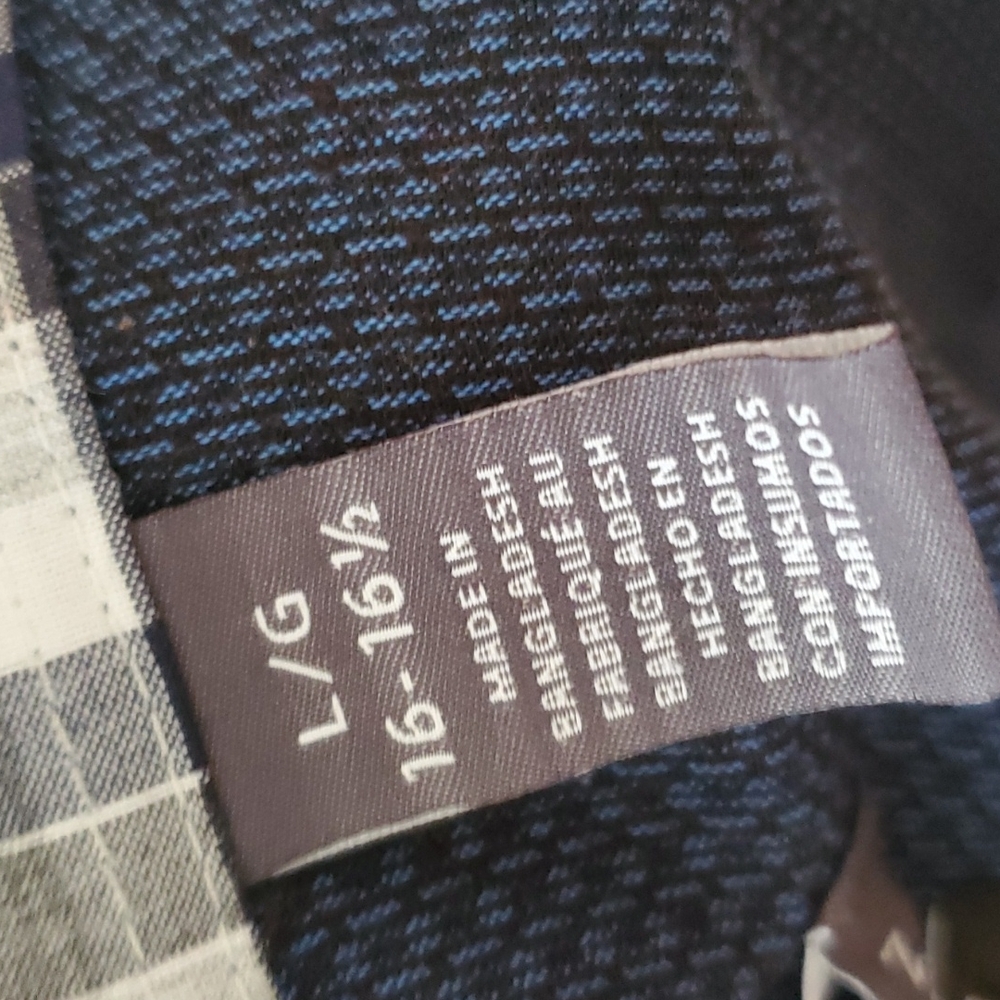 L/G
16-16½
MADE IN
BANGLADESH
FABRIQUÉ AU
BANGLADESH
HECHO EN
BANGLADESH
CON INSUMOS
IMPORTADOS